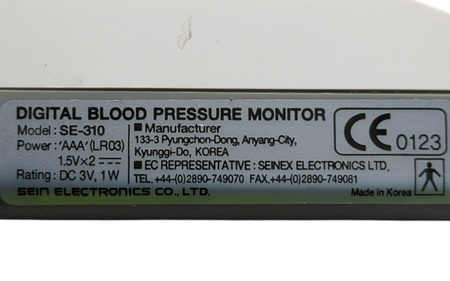 DIGITAL BLOOD PRESSURE MONITOR
Model: SE-310
Power: 'AAA' (LR03)
1.5V×2 ⎓
Rating: DC 3V, 1W
SEIN ELECTRONICS CO., LTD.
■ Manufacturer
133-3 Pyungchon-Dong, Anyang-City,
Kyunggi-Do, KOREA
■ EC REPRESENTATIVE : SEINEX ELECTRONICS LTD.
TEL.+44-(0)2890-749070 FAX.+44-(0)2890-749081
CE 0123
Made in Korea